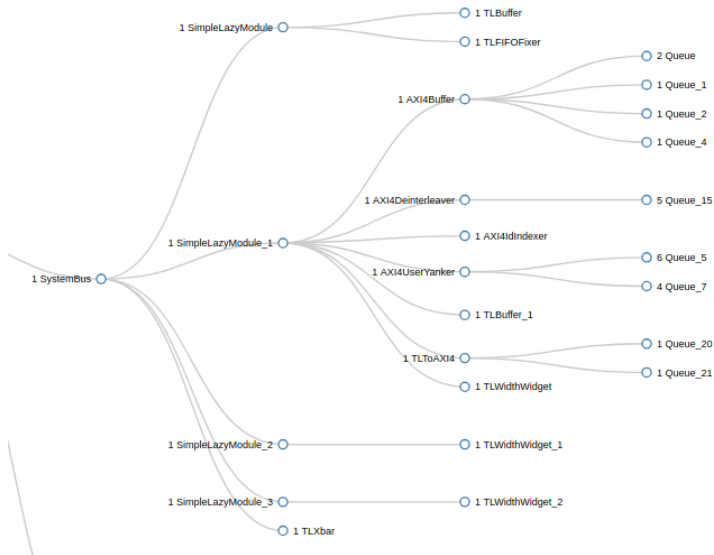 1 SystemBus
1 SimpleLazyModule
1 TLBuffer
1 TLFIFOFixer
1 SimpleLazyModule_1
1 AXI4Buffer
2 Queue
1 Queue_1
1 Queue_2
1 Queue_4
1 AXI4Deinterleaver
5 Queue_15
1 AXI4IdIndexer
1 AXI4UserYanker
6 Queue_5
4 Queue_7
1 TLBuffer_1
1 TLToAXI4
1 Queue_20
1 Queue_21
1 TLWidthWidget
1 SimpleLazyModule_2
1 TLWidthWidget_1
1 SimpleLazyModule_3
1 TLWidthWidget_2
1 TLXbar